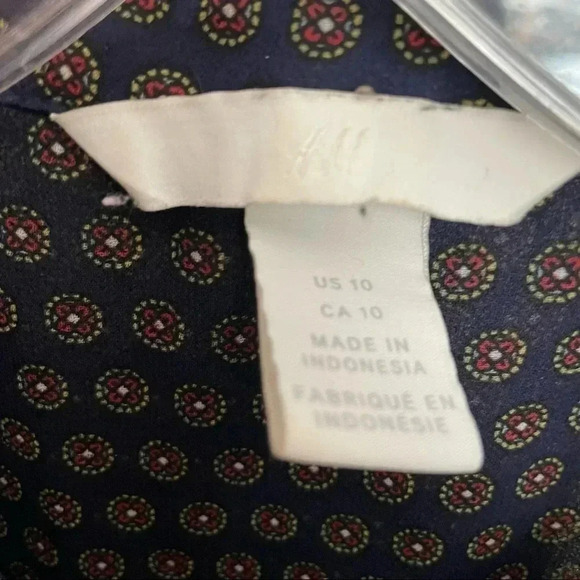 US 10
CA 10
MADE IN
INDONESIA
FABRIQUÉ EN
INDONÉSIE